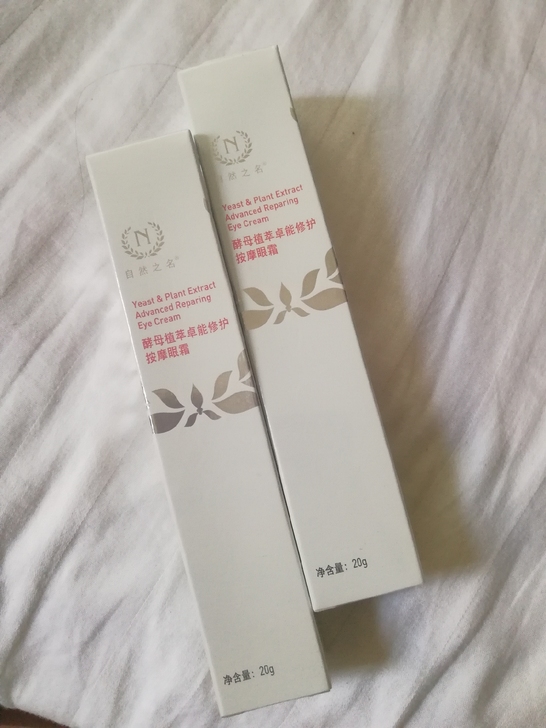 N
自然之名®
Yeast & Plant Extract
Advanced Reparing
Eye Cream
酵母植萃卓能修护
按摩眼霜
净含量：20g
N
自然之名®
Yeast & Plant Extract
Advanced Reparing
Eye Cream
酵母植萃卓能修护
按摩眼霜
净含量：20g